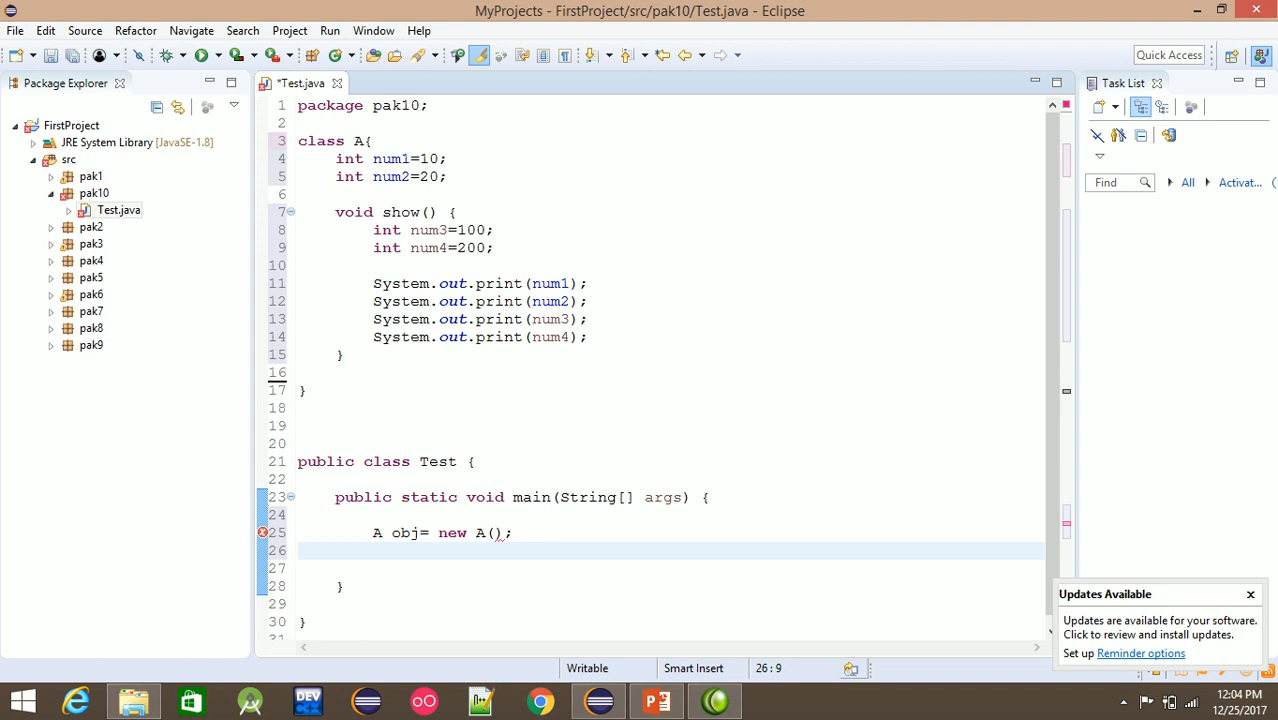 MyProjects - FirstProject/src/pak10/Test.java - Eclipse
File Edit Source Refactor Navigate Search Project Run Window Help
Quick Access
Package Explorer
FirstProject
JRE System Library [JavaSE-1.8]
src
pak1
pak10
Test.java
pak2
pak3
pak4
pak5
pak6
pak7
pak8
pak9
*Test.java
1 package pak10;
2
3 class A{
4 int num1=10;
5 int num2=20;
6
7 void show() {
8 int num3=100;
9 int num4=200;
10
11 System.out.print(num1);
12 System.out.print(num2);
13 System.out.print(num3);
14 System.out.print(num4);
15 }
16
17 }
18
19
20
21 public class Test {
22
23 public static void main(String[] args) {
24
25 A obj= new A();
26
27
28 }
29
30 }
31
Task List
Find All Activat...
Updates Available
Updates are available for your software.
Click to review and install updates.
Set up Reminder options
Writable Smart Insert 26 : 9
DEV
12:04 PM
12/25/2017